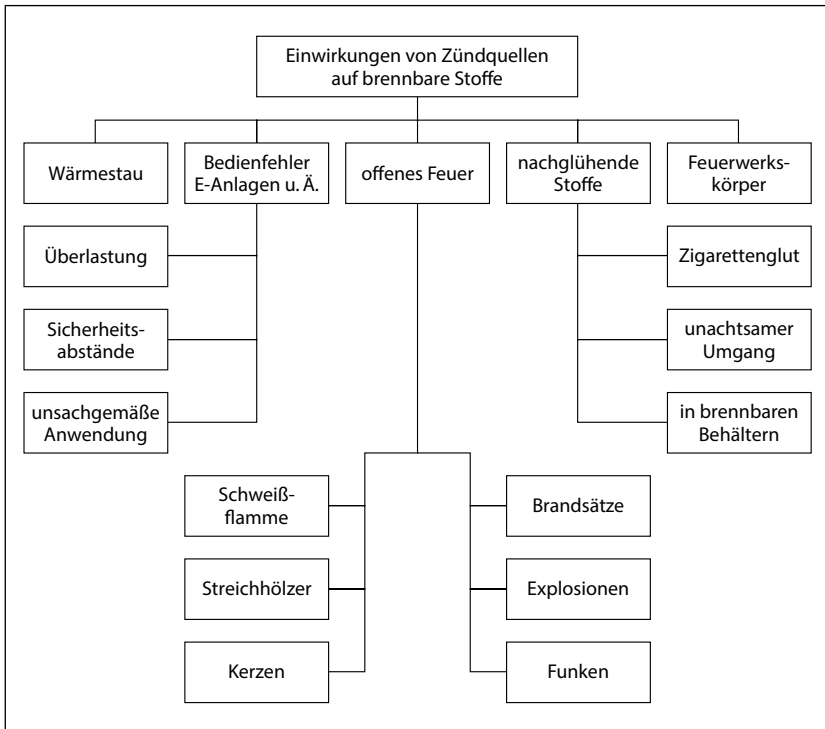 Einwirkungen von Zündquellen
auf brennbare Stoffe
Wärmestau
Bedienfehler
E-Anlagen u. Ä.
offenes Feuer
nachglühende
Stoffe
Feuerwerks-
körper
Überlastung
Zigarettenglut
Sicherheits-
abstände
unachtsamer
Umgang
unsachgemäße
Anwendung
in brennbaren
Behältern
Schweiß-
flamme
Brandsätze
Streichhölzer
Explosionen
Kerzen
Funken